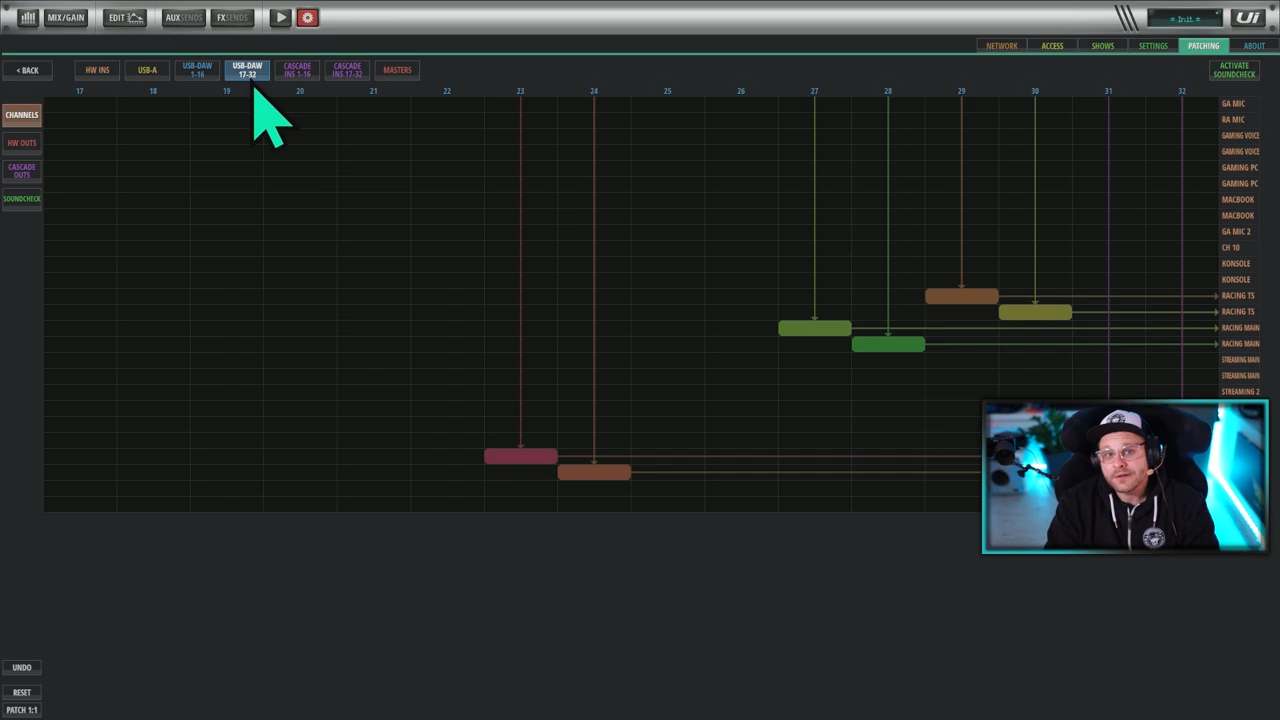 MIX/GAIN EDIT AUXSENDS FXSENDS * Init * Ui
NETWORK ACCESS SHOWS SETTINGS PATCHING ABOUT
< BACK
HW INS
USB-A
USB-DAW
1-16
USB-DAW
17-32
CASCADE
INS 1-16
CASCADE
INS 17-32
MASTERS
ACTIVATE
SOUNDCHECK
17 18 19 20 21 22 23 24 25 26 27 28 29 30 31 32
CHANNELS
HW OUTS
CASCADE
OUTS
SOUNDCHECK
GA MIC
RA MIC
GAMING VOICE
GAMING VOICE
GAMING PC
GAMING PC
MACBOOK
MACBOOK
GA MIC 2
CH 10
KONSOLE
KONSOLE
RACING TS
RACING TS
RACING MAIN
RACING MAIN
STREAMING MAIN
STREAMING MAIN
STREAMING 2
UNDO
RESET
PATCH 1:1